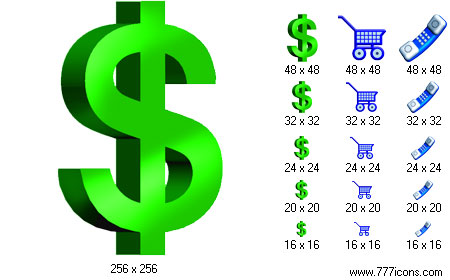 48 x 48 48 x 48 48 x 48
32 x 32 32 x 32 32 x 32
24 x 24 24 x 24 24 x 24
20 x 20 20 x 20 20 x 20
16 x 16 16 x 16 16 x 16
256 x 256
www.777icons.com